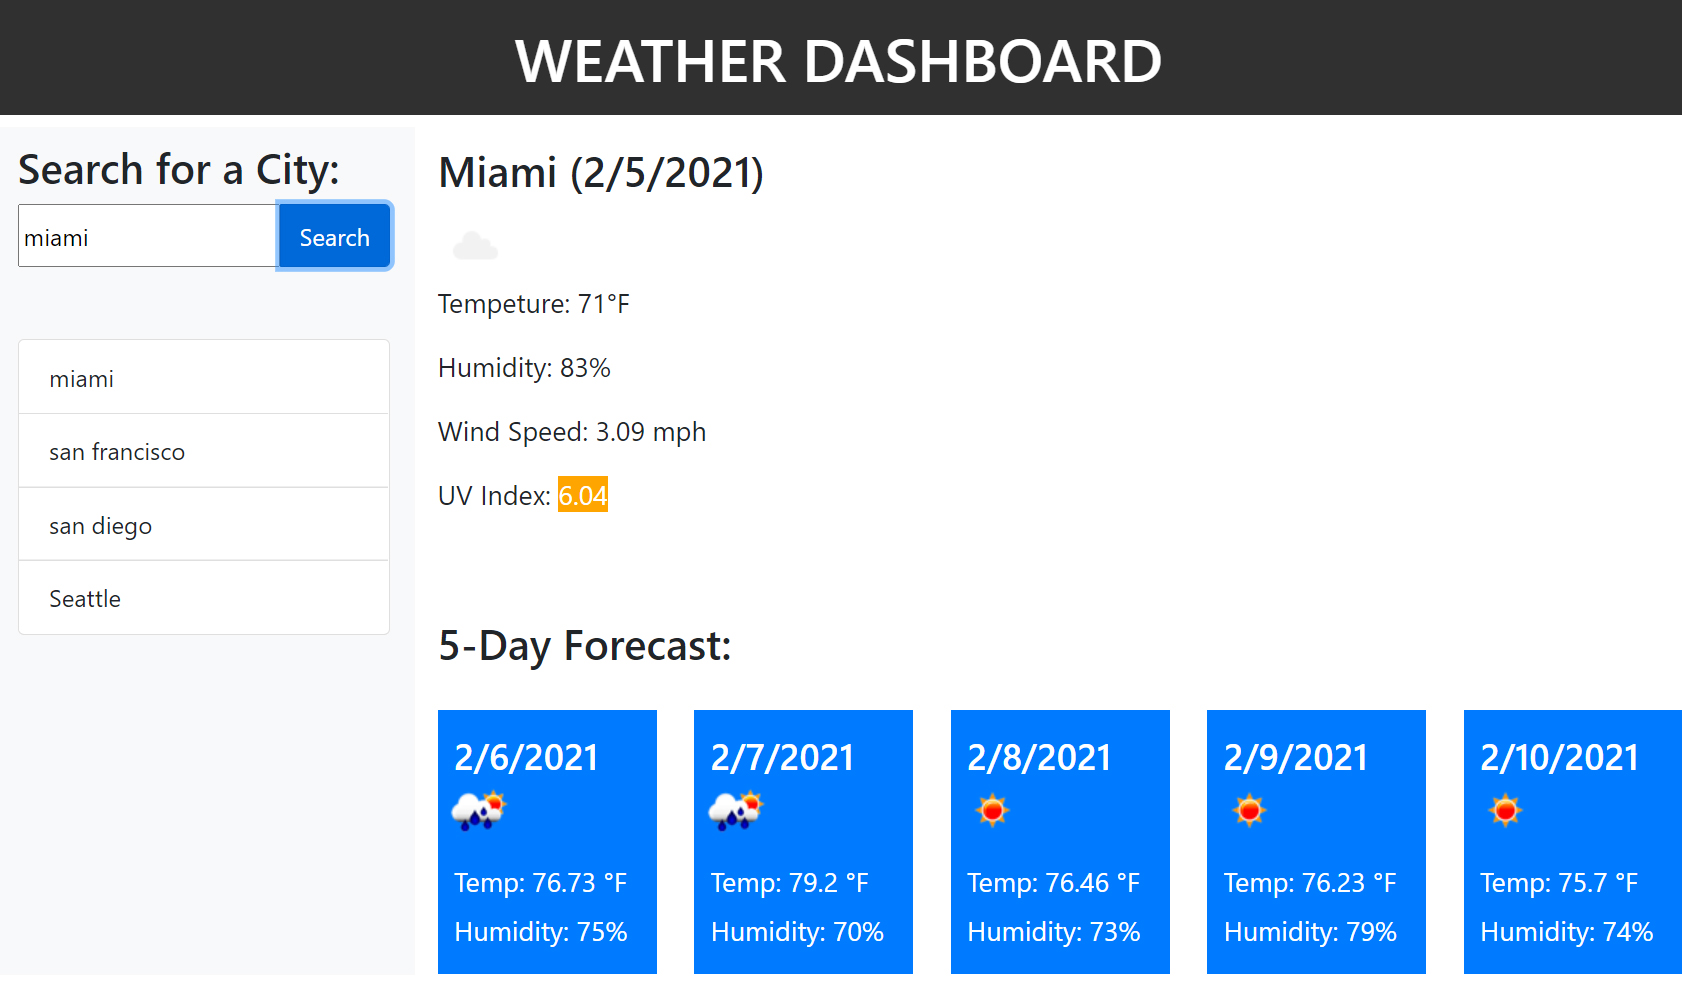 WEATHER DASHBOARD
Search for a City:
miami
Search
miami
san francisco
san diego
Seattle
Miami (2/5/2021)
Tempeture: 71°F
Humidity: 83%
Wind Speed: 3.09 mph
UV Index: 6.04
5-Day Forecast:
2/6/2021
Temp: 76.73 °F
Humidity: 75%
2/7/2021
Temp: 79.2 °F
Humidity: 70%
2/8/2021
Temp: 76.46 °F
Humidity: 73%
2/9/2021
Temp: 76.23 °F
Humidity: 79%
2/10/2021
Temp: 75.7 °F
Humidity: 74%